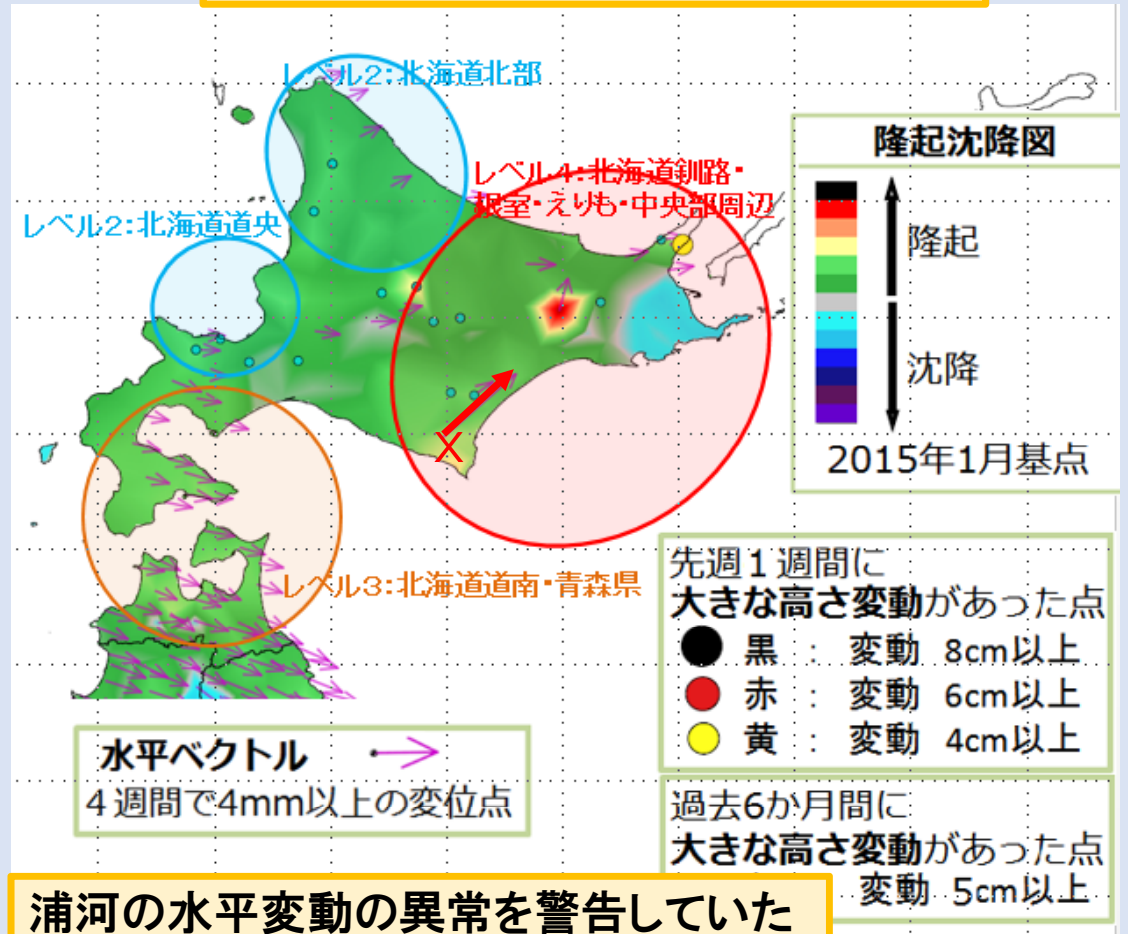 レベル2:北海道北部
レベル4:北海道釧路・
根室・えりも・中央部周辺
レベル2:北海道道央
隆起沈降図
隆起
沈降
2015年1月基点
X
レベル3:北海道道南・青森県
先週1週間に
大きな高さ変動があった点
黒 : 変動 8cm以上
赤 : 変動 6cm以上
黄 : 変動 4cm以上
水平ベクトル
4週間で4mm以上の変位点
過去6か月間に
大きな高さ変動があった点
変動 5cm以上
浦河の水平変動の異常を警告していた